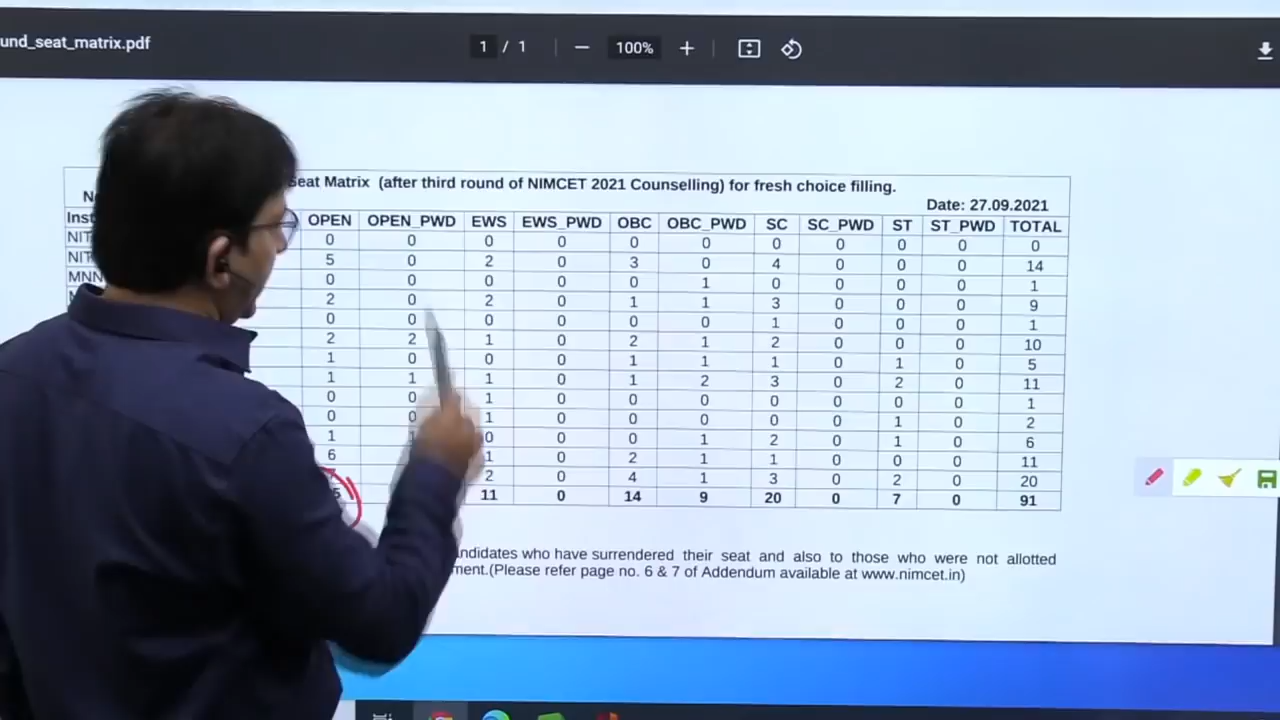 und_seat_matrix.pdf
1 / 1
100%
Seat Matrix (after third round of NIMCET 2021 Counselling) for fresh choice filling.
Date: 27.09.2021
OPEN OPEN_PWD EWS EWS_PWD OBC OBC_PWD SC SC_PWD ST ST_PWD TOTAL
0 0 0 0 0 0 0 0 0 0 0
NIT 5 0 2 0 3 0 4 0 0 0 14
MNN 0 0 0 0 0 1 0 0 0 0 1
2 0 2 0 1 1 3 0 0 0 9
0 0 0 0 0 0 1 0 0 0 1
2 2 1 0 2 1 2 0 0 0 10
1 0 0 0 1 1 1 0 1 0 5
1 1 1 0 1 2 3 0 2 0 11
0 0 1 0 0 0 0 0 0 0 1
0 0 1 0 0 0 0 0 1 0 2
1 1 0 0 0 1 2 0 1 0 6
6 1 0 2 1 1 0 0 0 11
2 0 4 1 3 0 2 0 20
11 0 14 9 20 0 7 0 91
ndidates who have surrendered their seat and also to those who were not allotted
ment.(Please refer page no. 6 & 7 of Addendum available at www.nimcet.in)